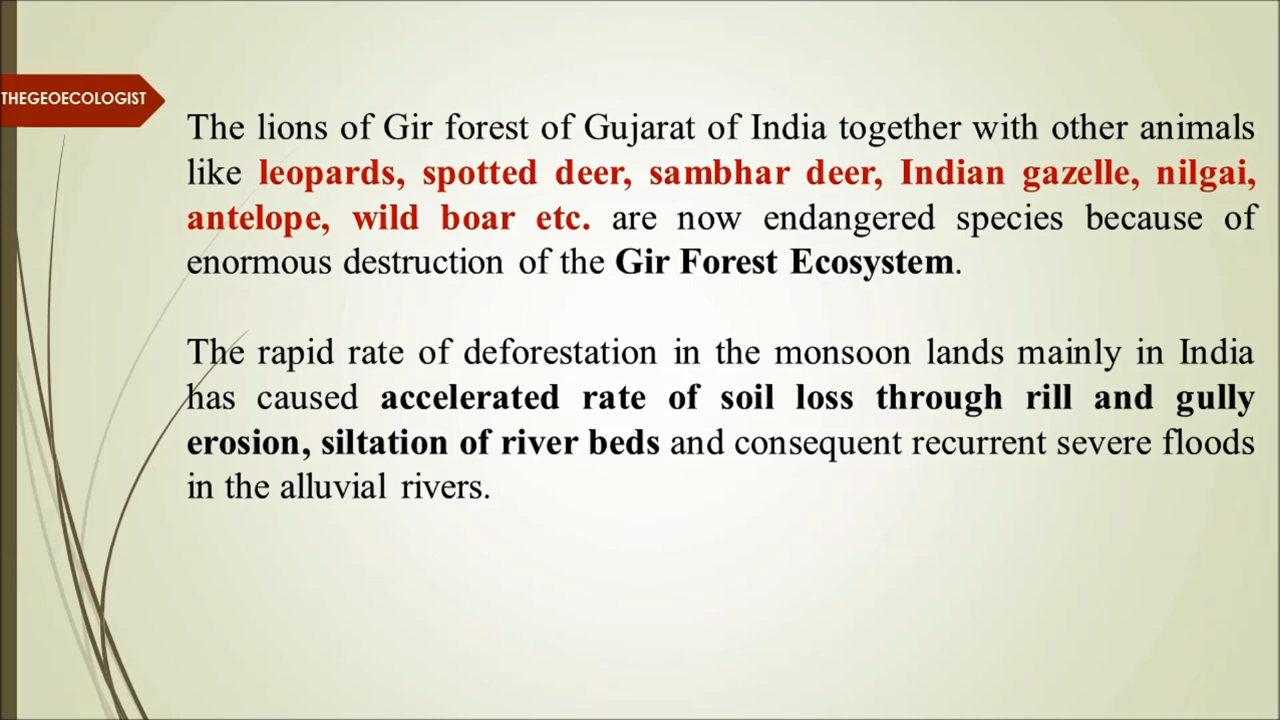 THEGEOECOLOGIST
The lions of Gir forest of Gujarat of India together with other animals
like leopards, spotted deer, sambhar deer, Indian gazelle, nilgai,
antelope, wild boar etc. are now endangered species because of
enormous destruction of the Gir Forest Ecosystem.
The rapid rate of deforestation in the monsoon lands mainly in India
has caused accelerated rate of soil loss through rill and gully
erosion, siltation of river beds and consequent recurrent severe floods
in the alluvial rivers.